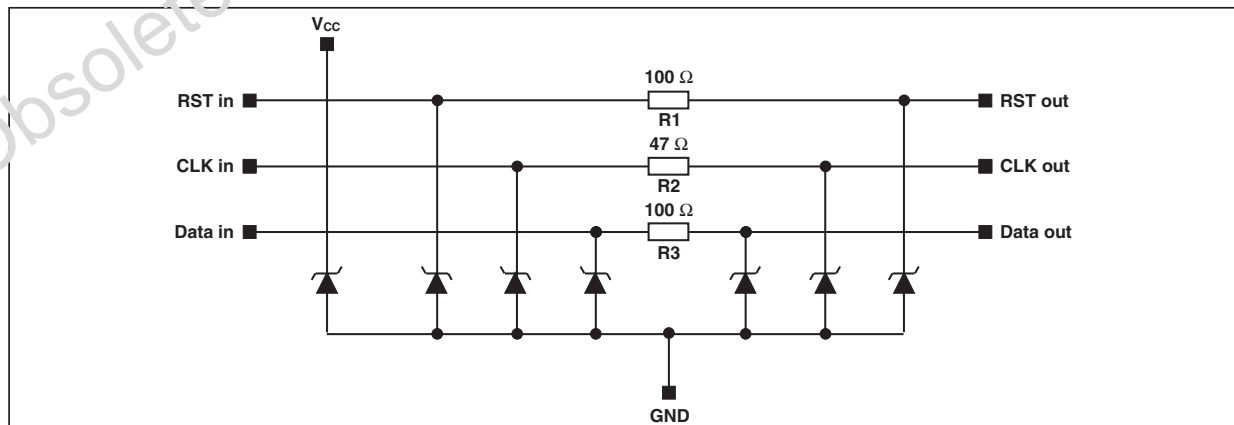 Obsolete
VCC
100 Ω
RST in
RST out
R1
47 Ω
CLK in
CLK out
R2
100 Ω
Data in
Data out
R3
GND